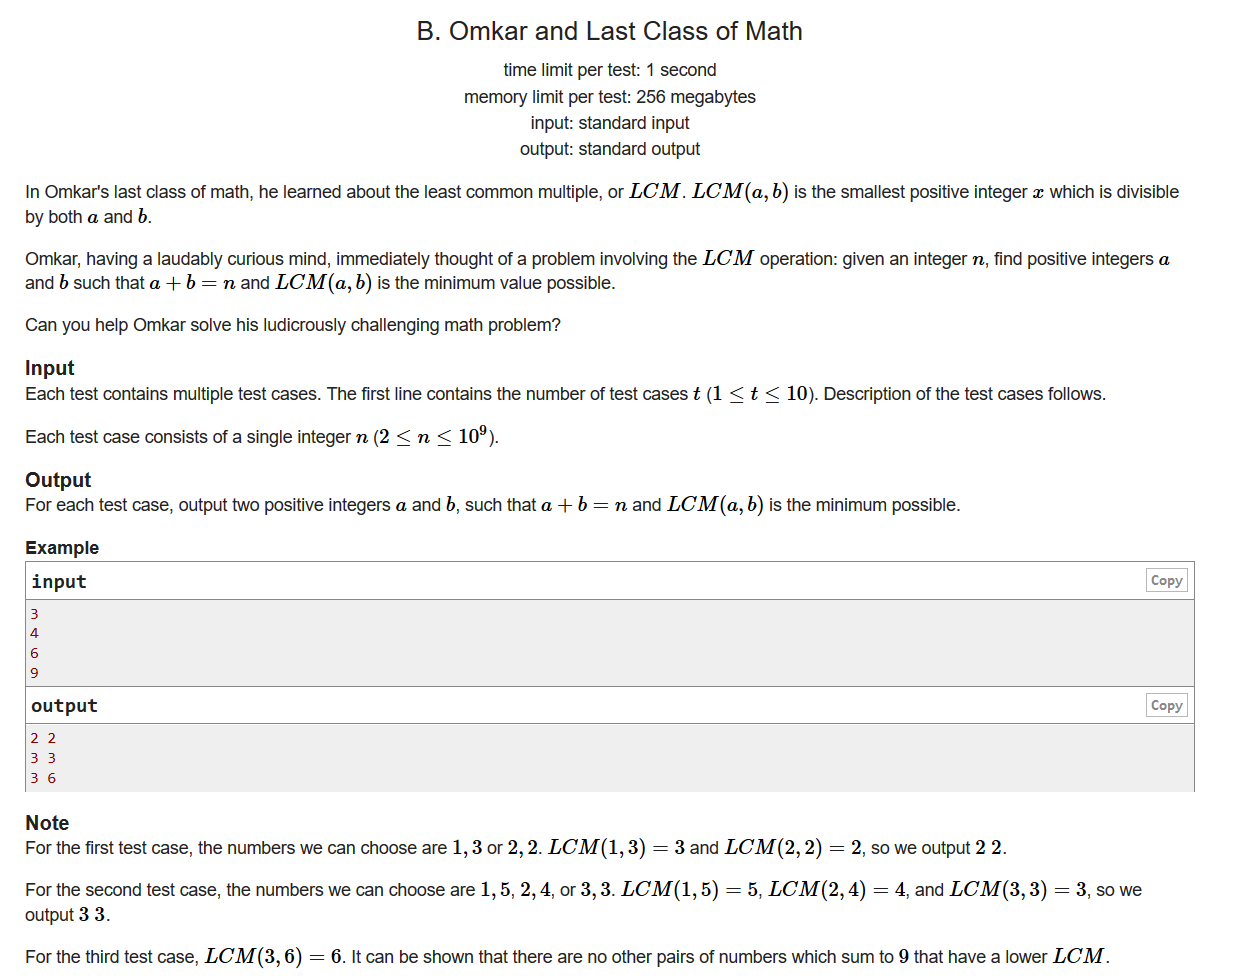 B. Omkar and Last Class of Math
time limit per test: 1 second
memory limit per test: 256 megabytes
input: standard input
output: standard output
In Omkar's last class of math, he learned about the least common multiple, or LCM. LCM(a, b) is the smallest positive integer x which is divisible
by both a and b.
Omkar, having a laudably curious mind, immediately thought of a problem involving the LCM operation: given an integer n, find positive integers a
and b such that a + b = n and LCM(a, b) is the minimum value possible.
Can you help Omkar solve his ludicrously challenging math problem?
Input
Each test contains multiple test cases. The first line contains the number of test cases t (1 ≤ t ≤ 10). Description of the test cases follows.
Each test case consists of a single integer n (2 ≤ n ≤ 10⁹).
Output
For each test case, output two positive integers a and b, such that a + b = n and LCM(a, b) is the minimum possible.
Example
input Copy
3
4
6
9
output Copy
2 2
3 3
3 6
Note
For the first test case, the numbers we can choose are 1, 3 or 2, 2. LCM(1, 3) = 3 and LCM(2, 2) = 2, so we output 2 2.
For the second test case, the numbers we can choose are 1, 5, 2, 4, or 3, 3. LCM(1, 5) = 5, LCM(2, 4) = 4, and LCM(3, 3) = 3, so we
output 3 3.
For the third test case, LCM(3, 6) = 6. It can be shown that there are no other pairs of numbers which sum to 9 that have a lower LCM.